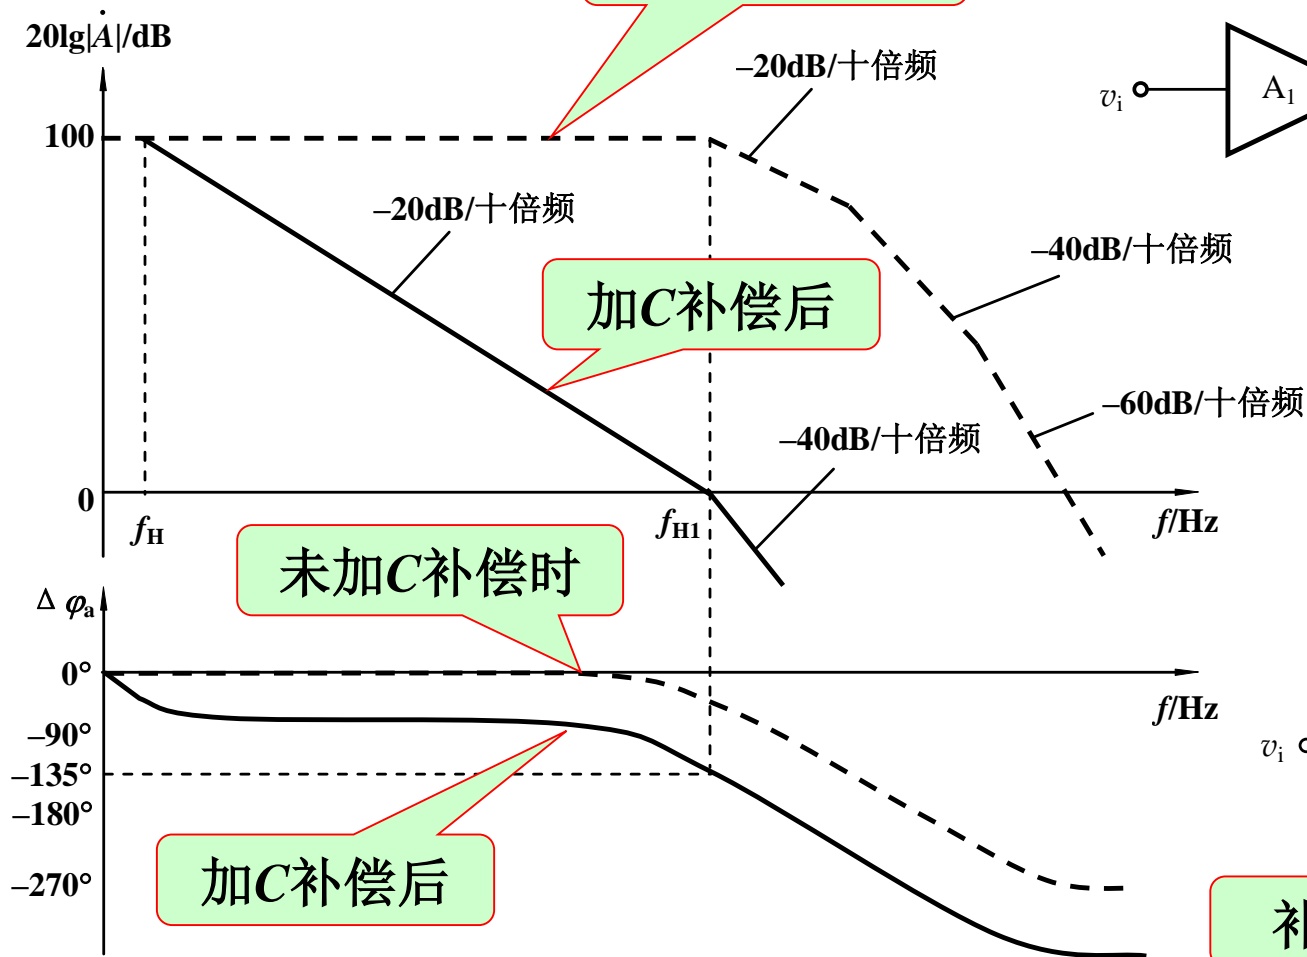 20lg|Ȧ|/dB
–20dB/十倍频
vi
A1
100
–20dB/十倍频
–40dB/十倍频
加C补偿后
–60dB/十倍频
–40dB/十倍频
0
fH
fH1
f/Hz
未加C补偿时
Δ φa
0°
f/Hz
–90°
vi
–135°
–180°
加C补偿后
–270°
补